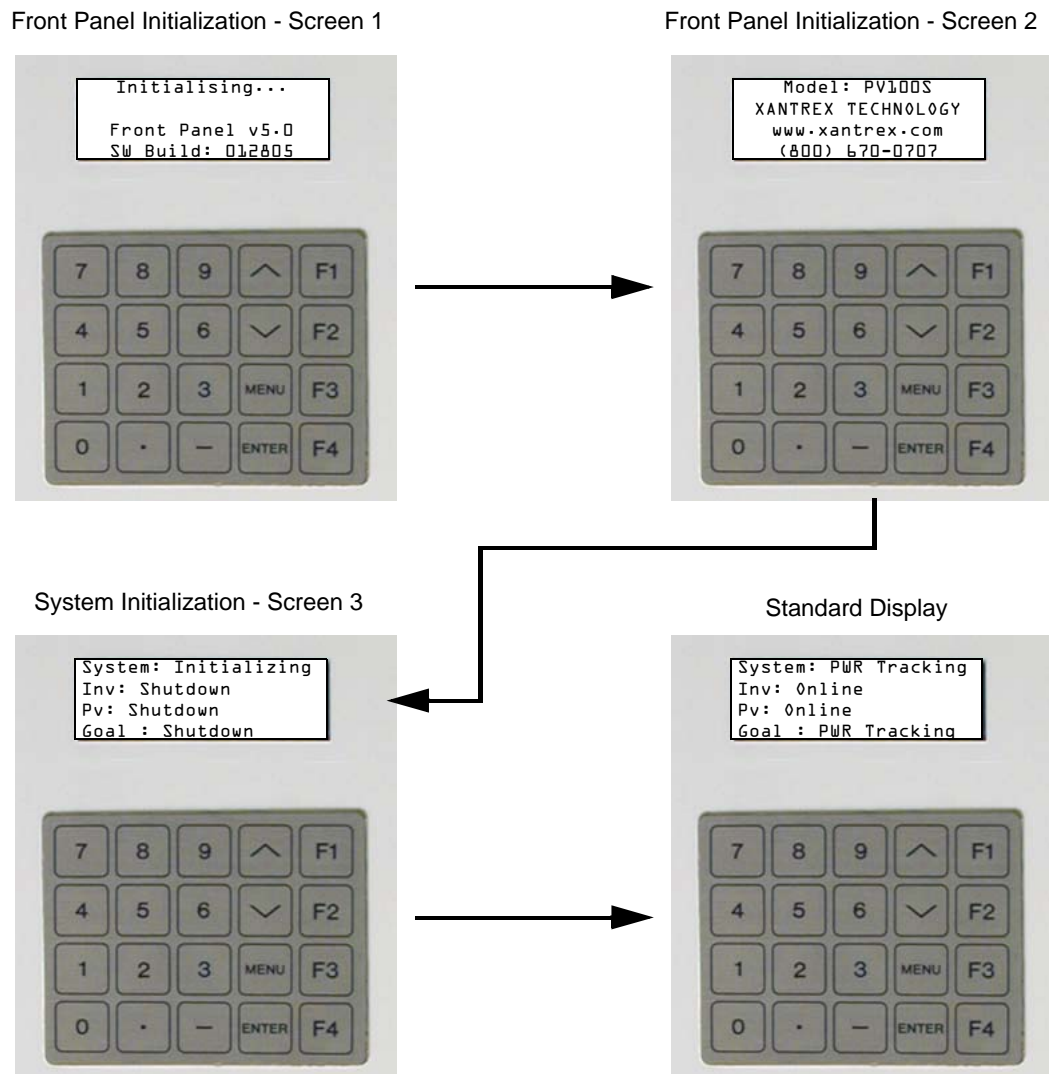 Front Panel Initialization - Screen 1
Initialising...
Front Panel v5.0
SW Build: 012805
7 8 9 F1
4 5 6 F2
1 2 3 MENU F3
0 . - ENTER F4
Front Panel Initialization - Screen 2
Model: PV100S
XANTREX TECHNOLOGY
www.xantrex.com
(800) 670-0707
7 8 9 F1
4 5 6 F2
1 2 3 MENU F3
0 . - ENTER F4
System Initialization - Screen 3
System: Initializing
Inv: Shutdown
Pv: Shutdown
Goal : Shutdown
7 8 9 F1
4 5 6 F2
1 2 3 MENU F3
0 . - ENTER F4
Standard Display
System: PWR Tracking
Inv: Online
Pv: Online
Goal : PWR Tracking
7 8 9 F1
4 5 6 F2
1 2 3 MENU F3
0 . - ENTER F4